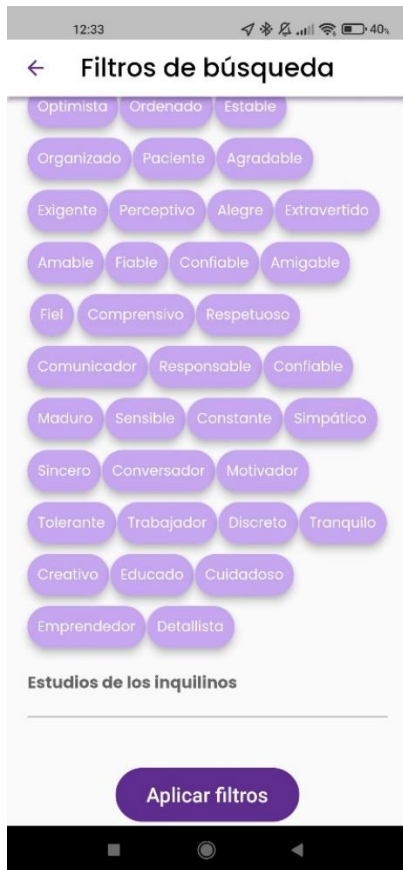 12:33 40%
Filtros de búsqueda
Optimista Ordenado Estable
Organizado Paciente Agradable
Exigente Perceptivo Alegre Extravertido
Amable Fiable Confiable Amigable
Fiel Comprensivo Respetuoso
Comunicador Responsable Confiable
Maduro Sensible Constante Simpático
Sincero Conversador Motivador
Tolerante Trabajador Discreto Tranquilo
Creativo Educado Cuidadoso
Emprendedor Detallista
Estudios de los inquilinos
Aplicar filtros